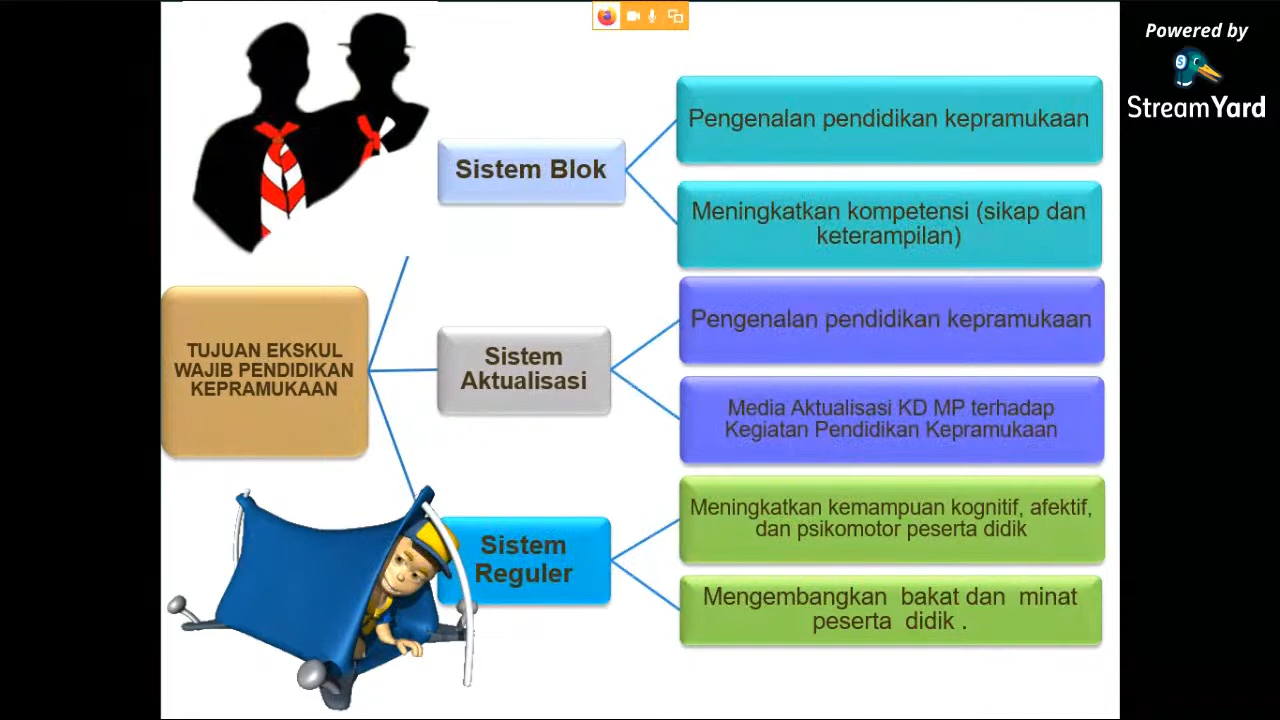 Powered by
StreamYard
TUJUAN EKSKUL
WAJIB PENDIDIKAN
KEPRAMUKAAN
Sistem Blok
Pengenalan pendidikan kepramukaan
Meningkatkan kompetensi (sikap dan
keterampilan)
Sistem
Aktualisasi
Pengenalan pendidikan kepramukaan
Media Aktualisasi KD MP terhadap
Kegiatan Pendidikan Kepramukaan
Sistem
Reguler
Meningkatkan kemampuan kognitif, afektif,
dan psikomotor peserta didik
Mengembangkan bakat dan minat
peserta didik .